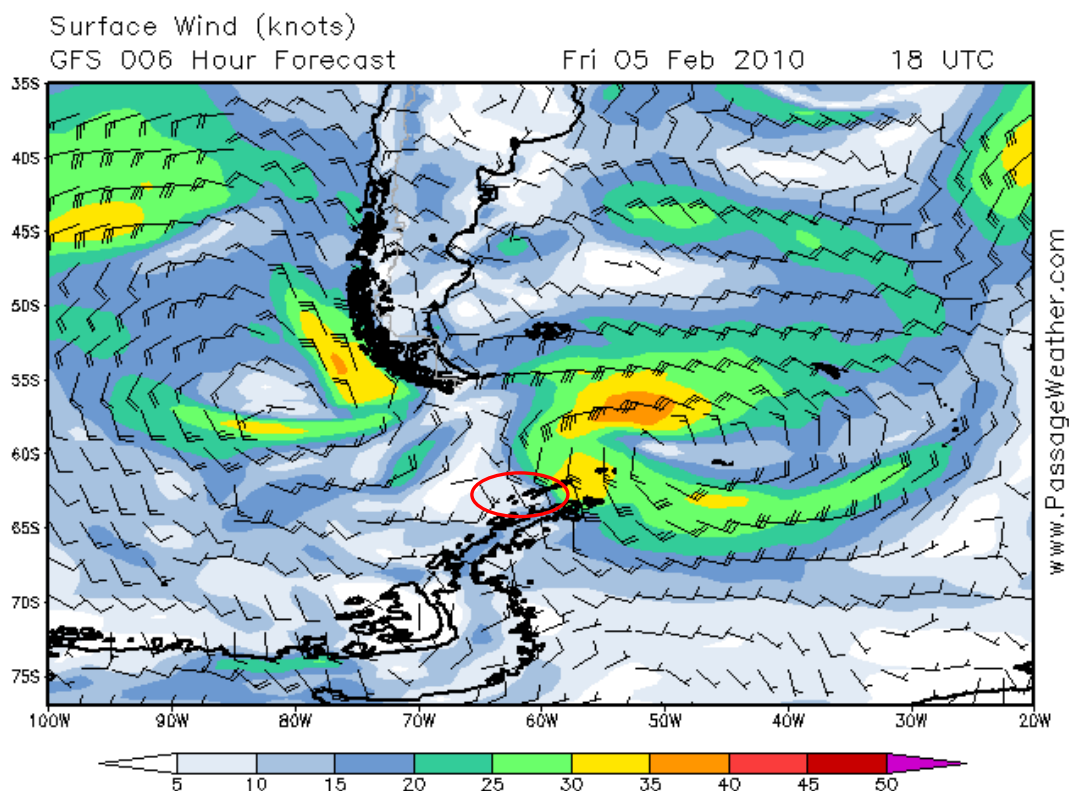 Surface Wind (knots)
GFS 006 Hour Forecast Fri 05 Feb 2010 18 UTC
35S
40S
45S
50S
55S
60S
65S
70S
75S
100W 90W 80W 70W 60W 50W 40W 30W 20W
5 10 15 20 25 30 35 40 45 50
www.PassageWeather.com